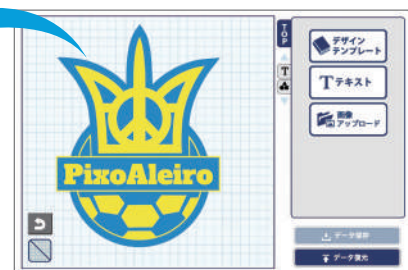 PixoAleiro
TOP
T
デザイン
テンプレート
Tテキスト
画像
アップロード
データ保存
データ復元